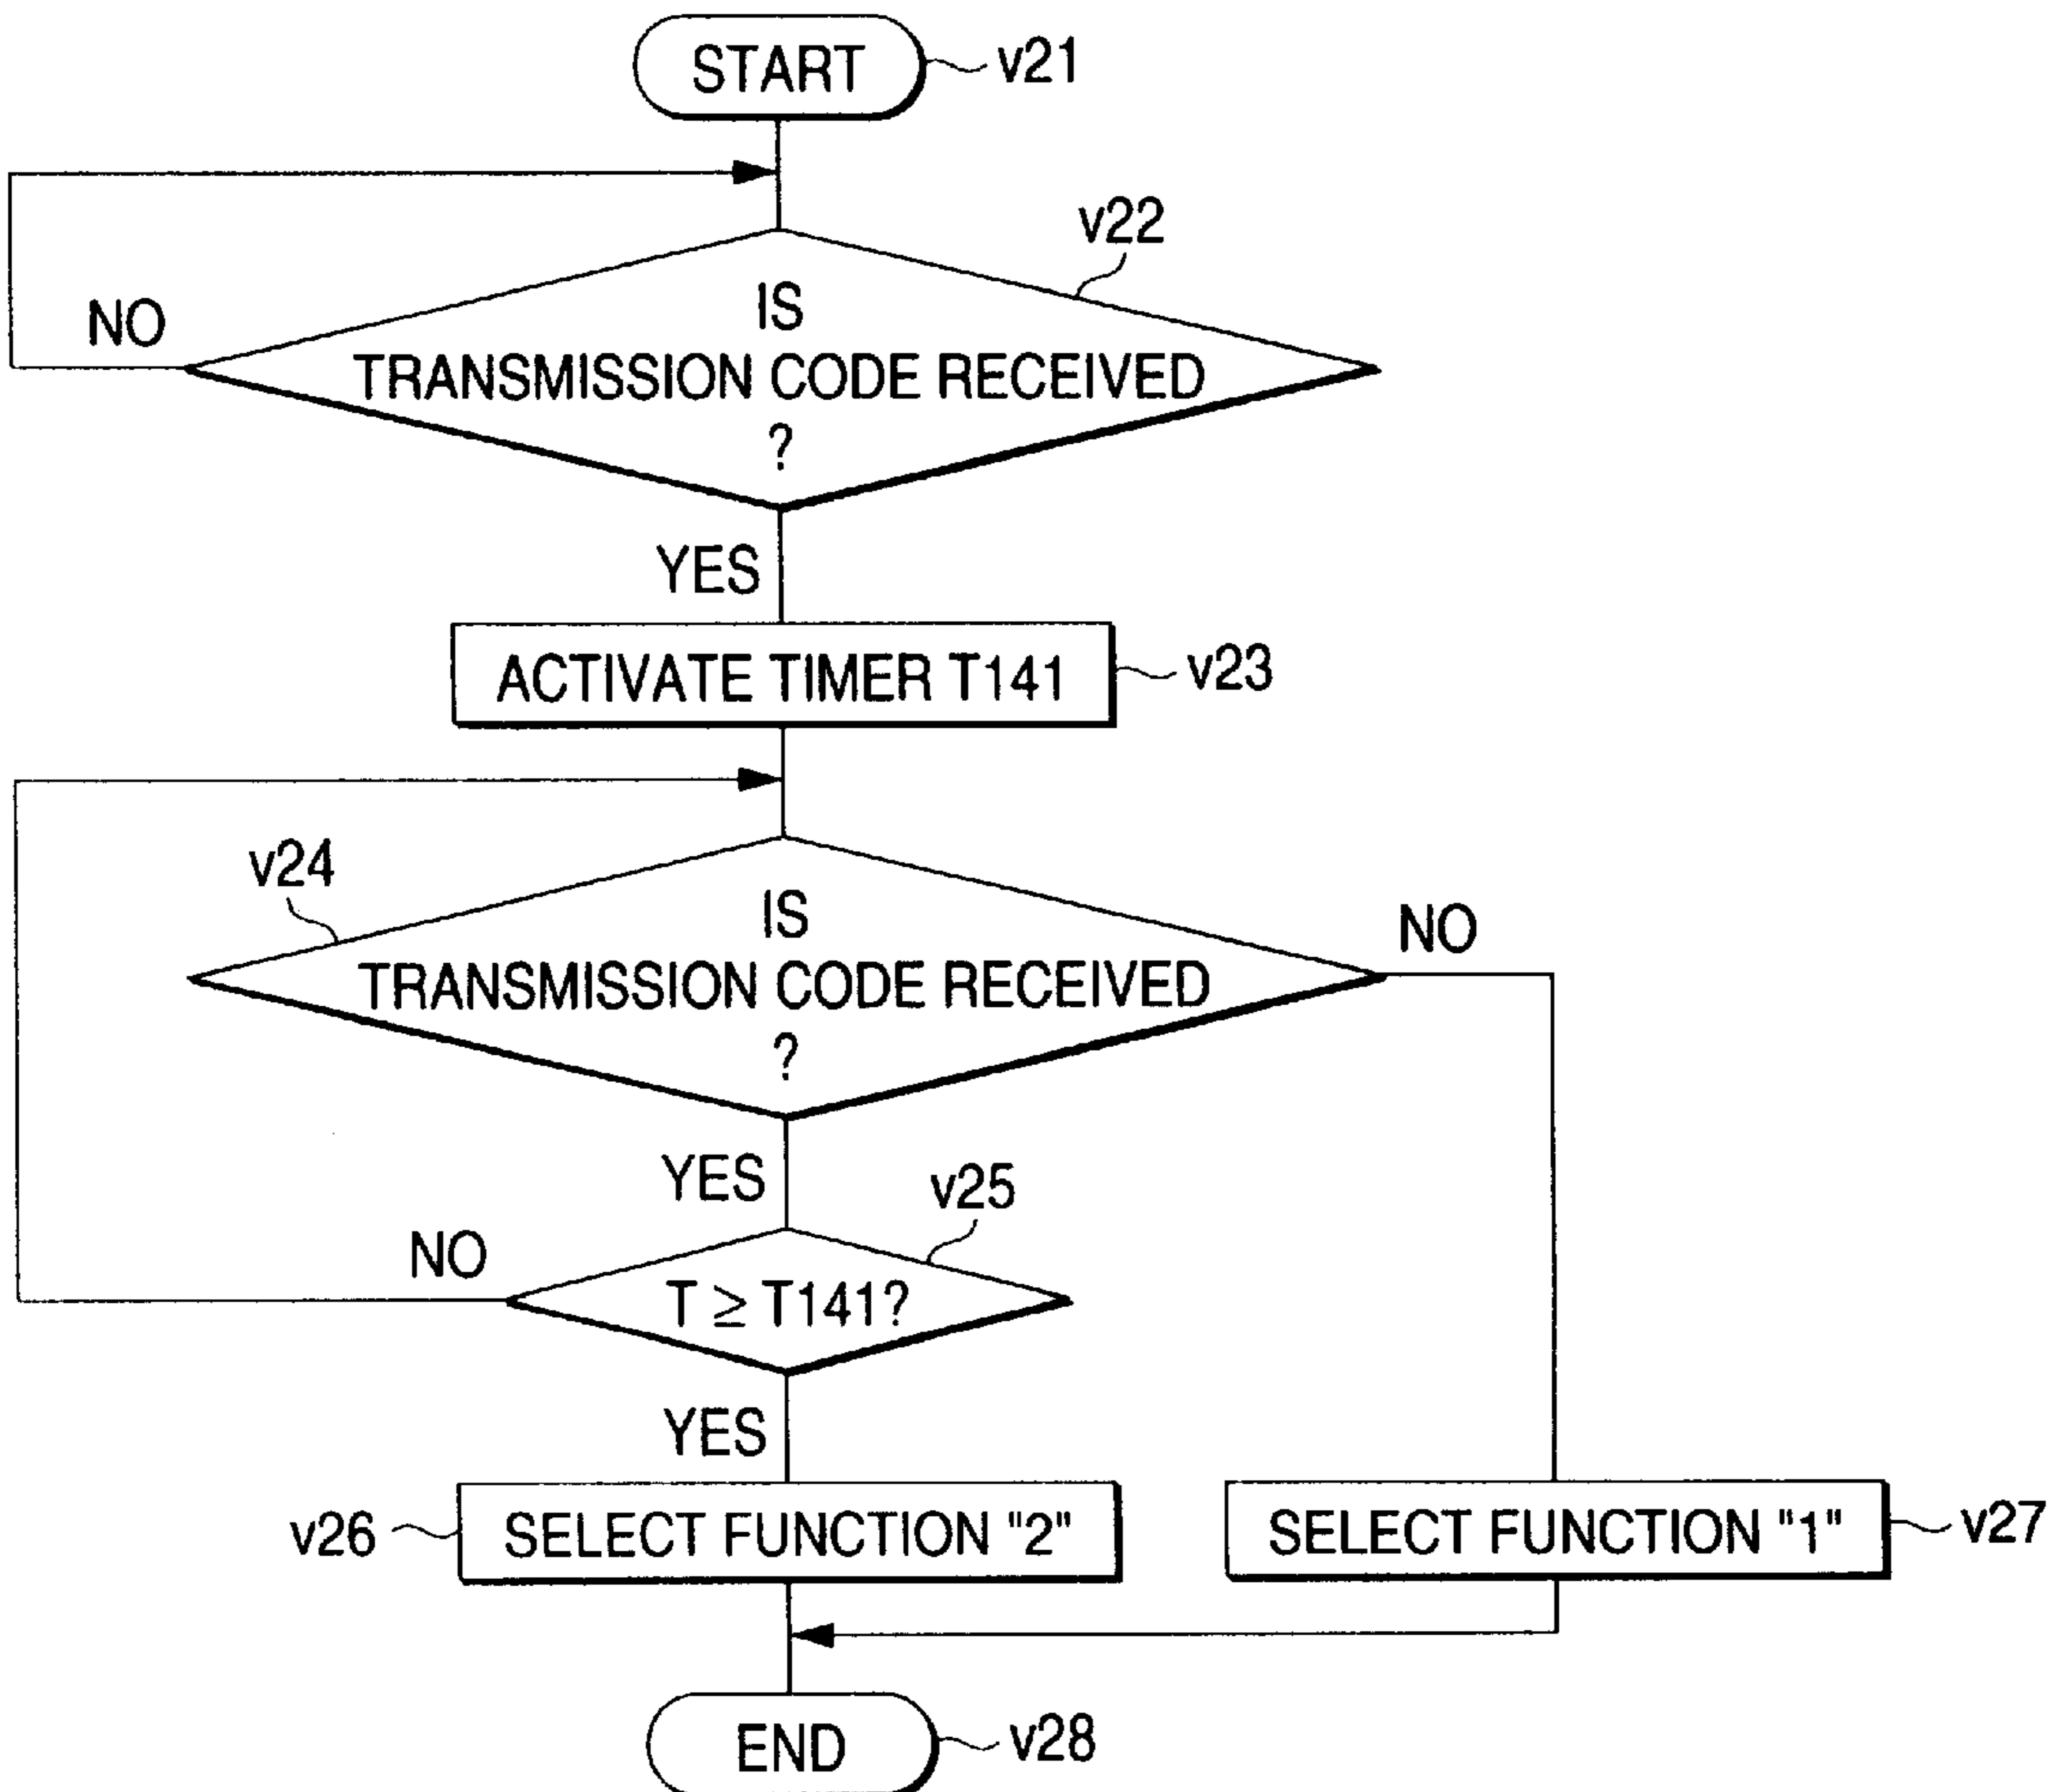 START
v21
v22
NO
IS
TRANSMISSION CODE RECEIVED
?
YES
ACTIVATE TIMER T141
v23
v24
IS
TRANSMISSION CODE RECEIVED
?
NO
YES
v25
NO
T ≥ T141?
YES
v26
SELECT FUNCTION "2"
SELECT FUNCTION "1"
v27
END
v28